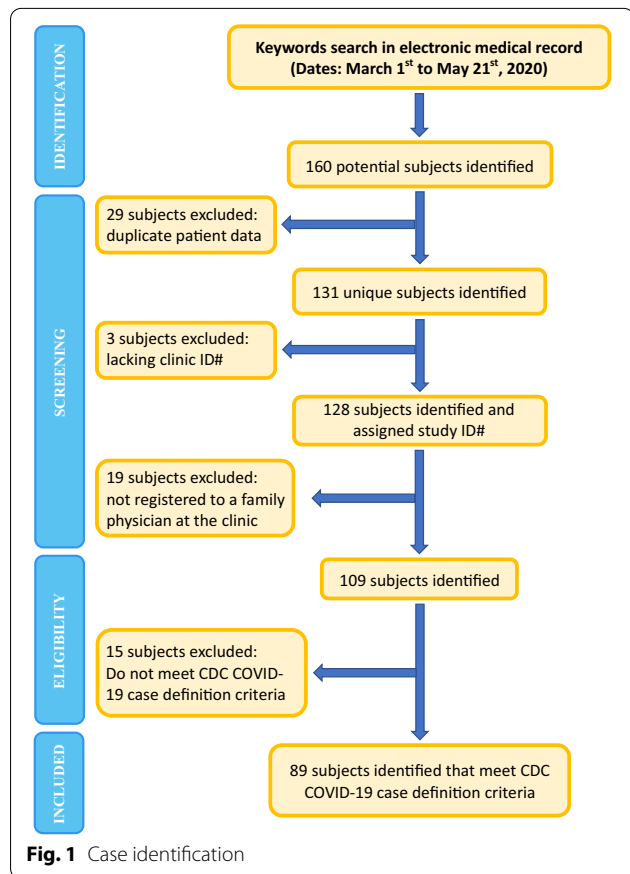 IDENTIFICATION
Keywords search in electronic medical record
(Dates: March 1st to May 21st, 2020)
160 potential subjects identified
SCREENING
29 subjects excluded:
duplicate patient data
131 unique subjects identified
3 subjects excluded:
lacking clinic ID#
128 subjects identified and
assigned study ID#
19 subjects excluded:
not registered to a family
physician at the clinic
109 subjects identified
ELIGIBILITY
15 subjects excluded:
Do not meet CDC COVID-
19 case definition criteria
INCLUDED
89 subjects identified that meet CDC
COVID-19 case definition criteria
Fig. 1 Case identification